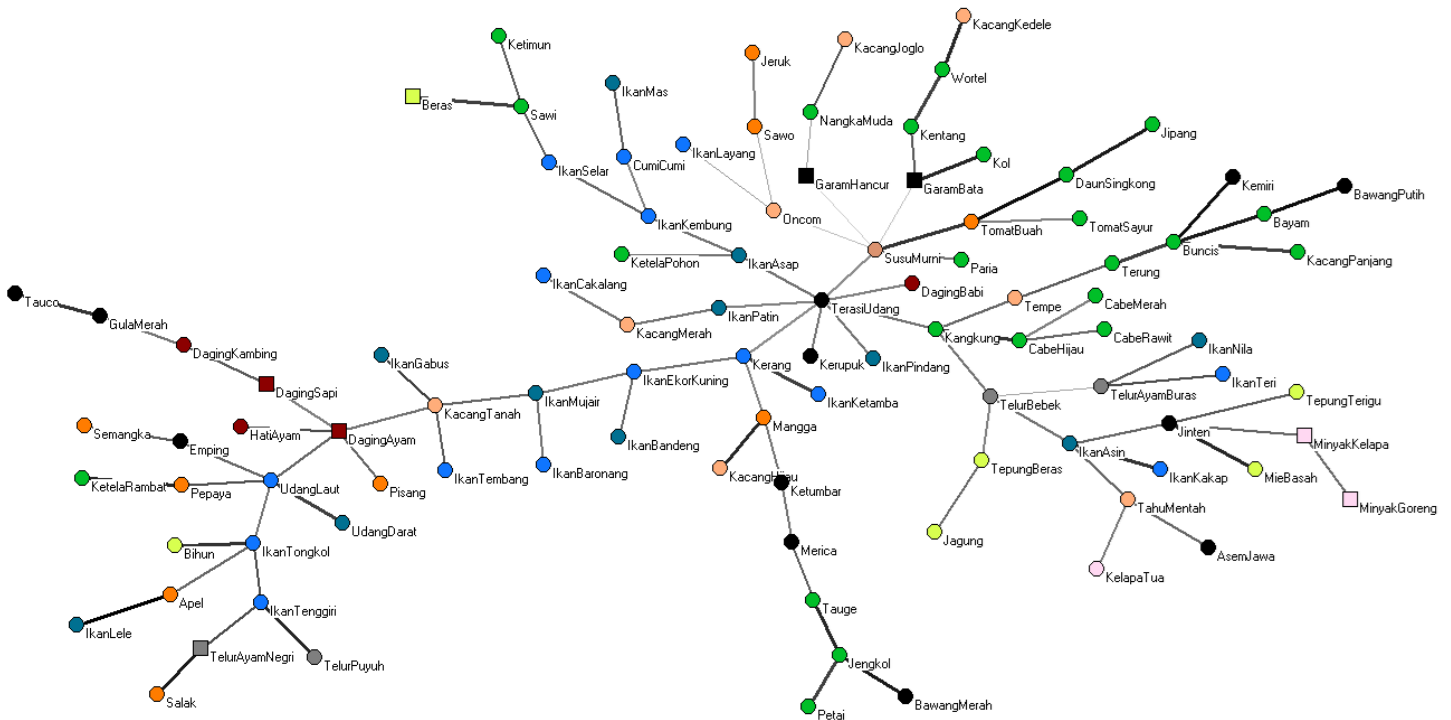 KacangKedele
Ketimun
KacangJoglo
Jeruk
Wortel
IkanMas
Beras
Sawi
NangkaMuda
Jipang
Sawo
Kentang
IkanLayang
CumiCumi
Kol
IkanSelar
GaramHancur
GaramBata
DaunSingkong
Kemiri
BawangPutih
Bayam
Oncom
IkanKembung
TomatBuah
TomatSayur
Buncis
KetelaPohon
IkanAsap
SusuMurni
Paria
Terung
KacangPanjang
IkanCakalang
DagingBabi
Tauco
GulaMerah
TerasiUdang
Tempe
CabeMerah
IkanPatin
KacangMerah
Kangkung
CabeHijau
CabeRawit
DagingKambing
IkanGabus
Kerang
Kerupuk
IkanPindang
IkanNila
IkanEkorKuning
IkanTeri
DagingSapi
IkanMujair
IkanKetamba
TelurBebek
TelurAyamBuras
TepungTerigu
KacangTanah
Semangka
HatiAyam
DagingAyam
Mangga
Jinten
MinyakKelapa
Emping
IkanBandeng
IkanAsin
IkanBaronang
IkanTembang
KacangHijau
TepungBeras
IkanKakap
MieBasah
KetelaRambat
Pepaya
UdangLaut
Pisang
Ketumbar
TahuMentah
MinyakGoreng
UdangDarat
Jagung
Bihun
IkanTongkol
Merica
AsemJawa
KelapaTua
Apel
IkanTenggiri
Tauge
IkanLele
TelurAyamNegri
TelurPuyuh
Jengkol
Salak
BawangMerah
Petai